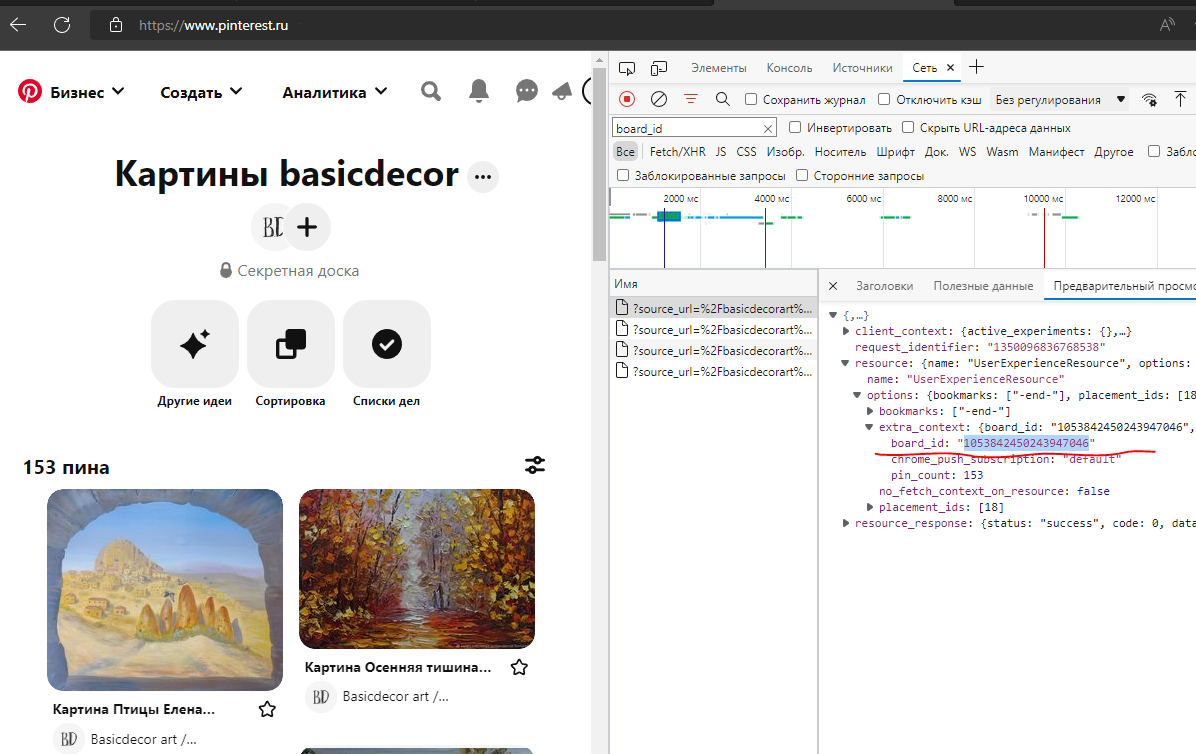 https://www.pinterest.ru
Бизнес Создать Аналитика
Картины basicdecor
BD
Секретная доска
Другие идеи Сортировка Списки дел
153 пина
Картина Птицы Елена...
BD Basicdecor art /...
Картина Осенняя тишина...
BD Basicdecor art /...
Элементы Консоль Источники Сеть
Сохранить журнал Отключить кэш Без регулирования
board_id Инвертировать Скрыть URL-адреса данных
Все Fetch/XHR JS CSS Изобр. Носитель Шрифт Док. WS Wasm Манифест Другое Забло
Заблокированные запросы Сторонние запросы
2000 мс 4000 мс 6000 мс 8000 мс 10000 мс 12000 мс
Имя
?source_url=%2Fbasicdecorart%...
?source_url=%2Fbasicdecorart%...
?source_url=%2Fbasicdecorart%...
?source_url=%2Fbasicdecorart%...
Заголовки Полезные данные Предварительный просмо
{,…}
client_context: {active_experiments: {},…}
request_identifier: "1350096836768538"
resource: {name: "UserExperienceResource", options:
name: "UserExperienceResource"
options: {bookmarks: ["-end-"], placement_ids: [18
bookmarks: ["-end-"]
extra_context: {board_id: "1053842450243947046",
board_id: "1053842450243947046"
chrome_push_subscription: "default"
pin_count: 153
no_fetch_context_on_resource: false
placement_ids: [18]
resource_response: {status: "success", code: 0, data